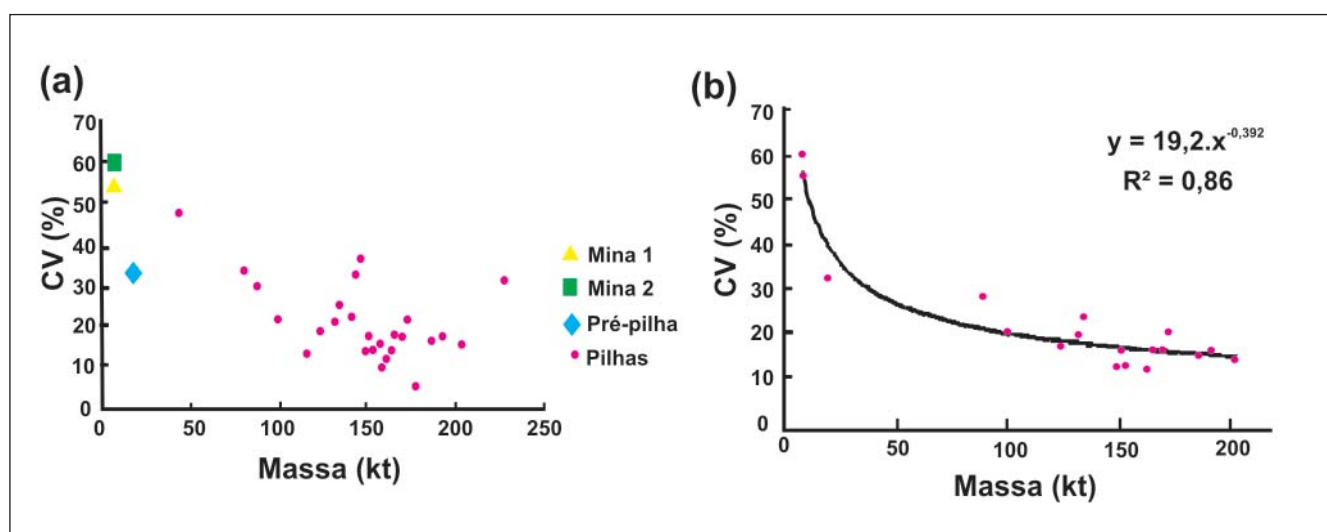 (a)
CV (%)
70
60
50
40
30
20
10
0
0 50 100 150 200 250
Massa (kt)
Mina 1
Mina 2
Pré-pilha
Pilhas
(b)
CV (%)
70
60
50
40
30
20
10
0
0 50 100 150 200
Massa (kt)
y = 19,2.x^-0,392
R² = 0,86